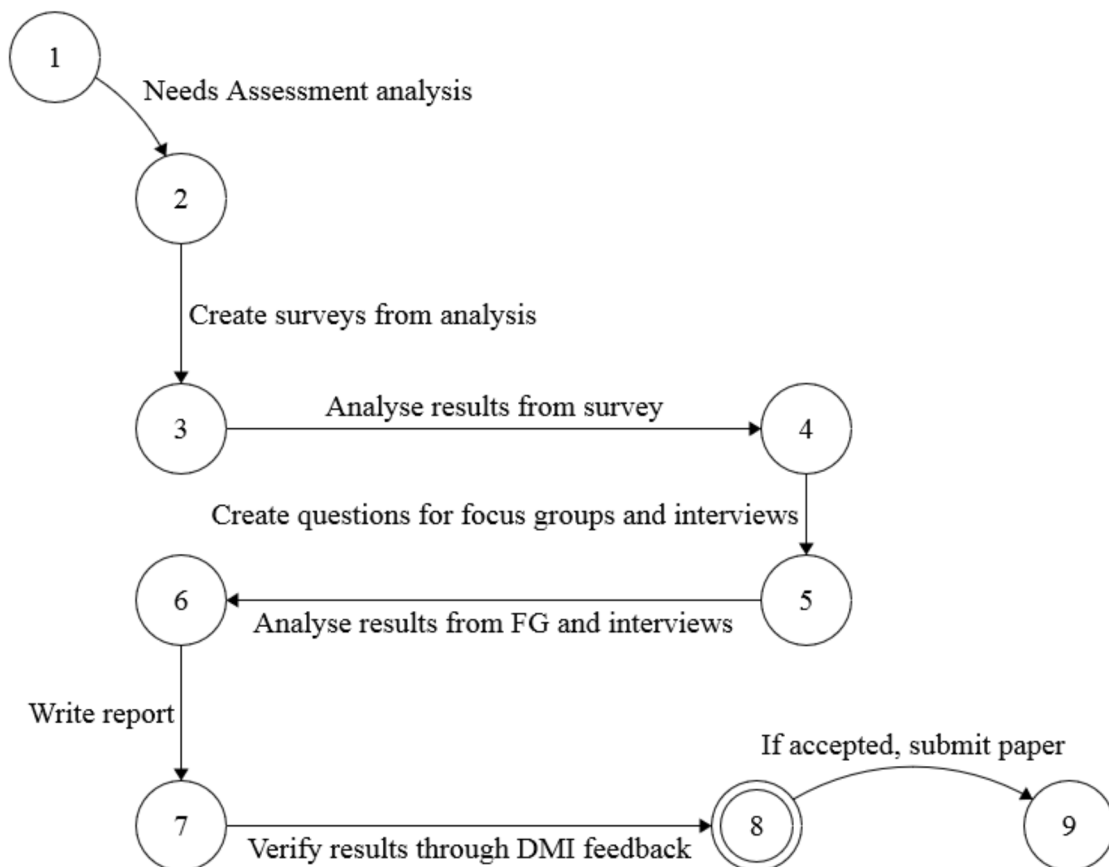 1
Needs Assessment analysis
2
Create surveys from analysis
3
Analyse results from survey
4
Create questions for focus groups and interviews
5
6
Analyse results from FG and interviews
Write report
If accepted, submit paper
7
Verify results through DMI feedback
8
9